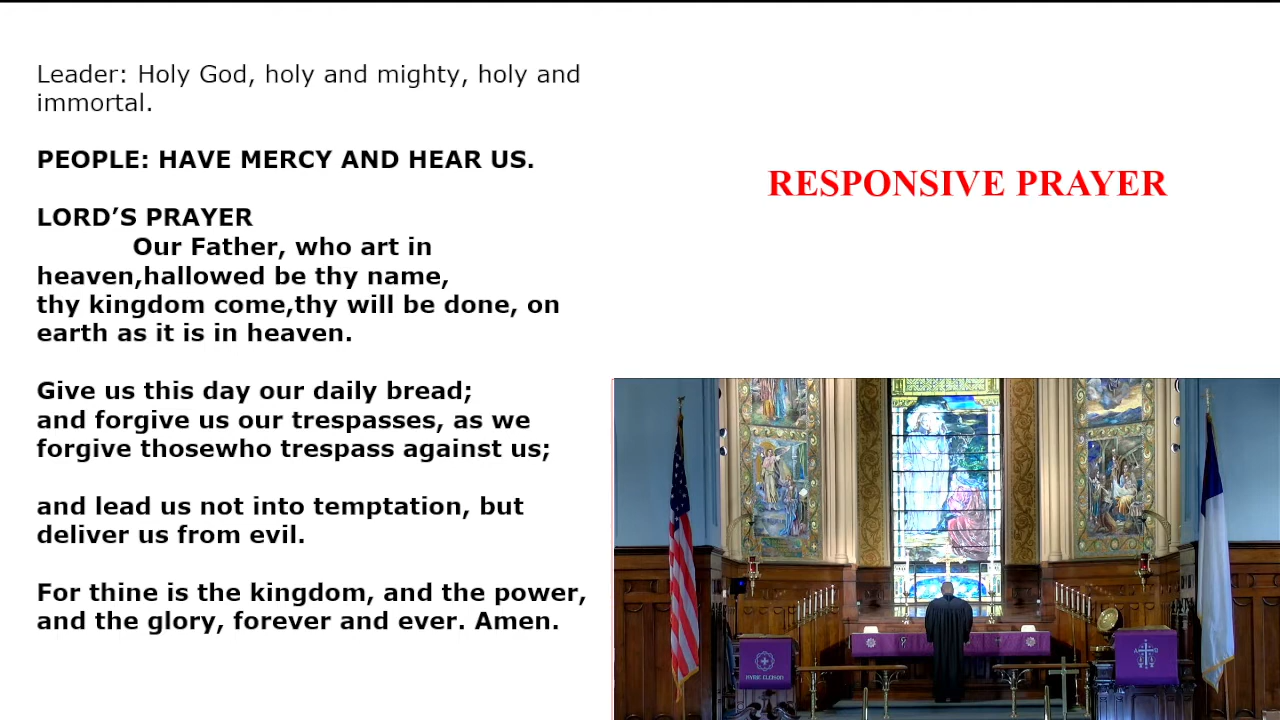 Leader: Holy God, holy and mighty, holy and
immortal.
PEOPLE: HAVE MERCY AND HEAR US.
LORD’S PRAYER
Our Father, who art in
heaven,hallowed be thy name,
thy kingdom come,thy will be done, on
earth as it is in heaven.
Give us this day our daily bread;
and forgive us our trespasses, as we
forgive thosewho trespass against us;
and lead us not into temptation, but
deliver us from evil.
For thine is the kingdom, and the power,
and the glory, forever and ever. Amen.
RESPONSIVE PRAYER
KYRIE ELEISON